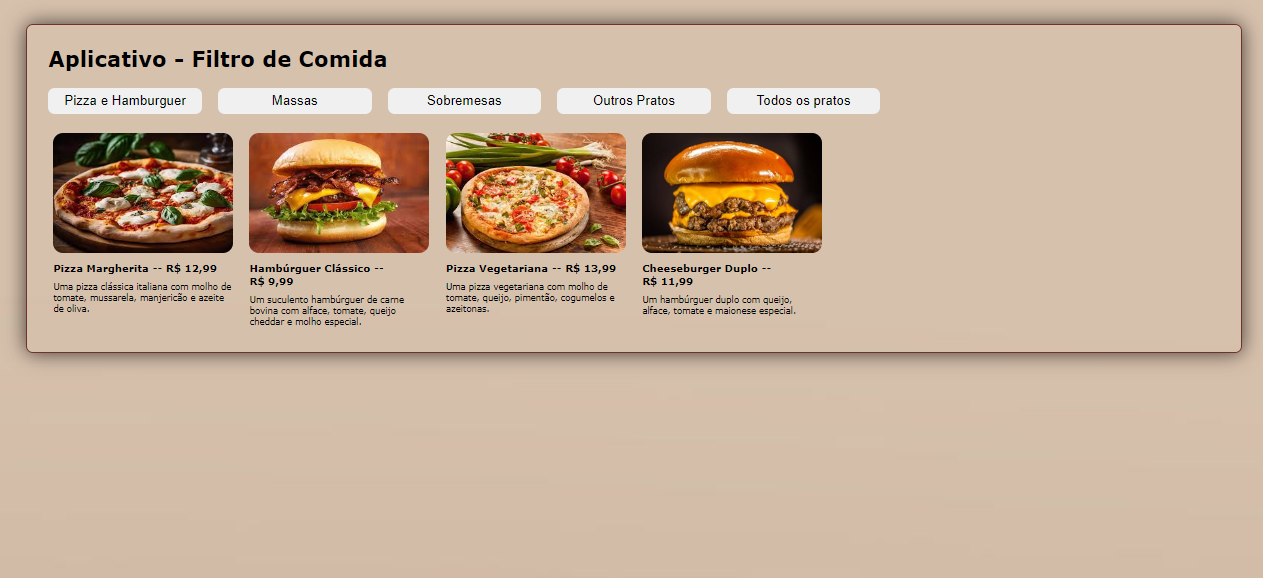 Aplicativo - Filtro de Comida
Pizza e Hamburguer
Massas
Sobremesas
Outros Pratos
Todos os pratos
Pizza Margherita -- R$ 12,99
Uma pizza clássica italiana com molho de
tomate, mussarela, manjericão e azeite
de oliva.
Hambúrguer Clássico --
R$ 9,99
Um suculento hambúrguer de carne
bovina com alface, tomate, queijo
cheddar e molho especial.
Pizza Vegetariana -- R$ 13,99
Uma pizza vegetariana com molho de
tomate, queijo, pimentão, cogumelos e
azeitonas.
Cheeseburger Duplo --
R$ 11,99
Um hambúrguer duplo com queijo,
alface, tomate e maionese especial.